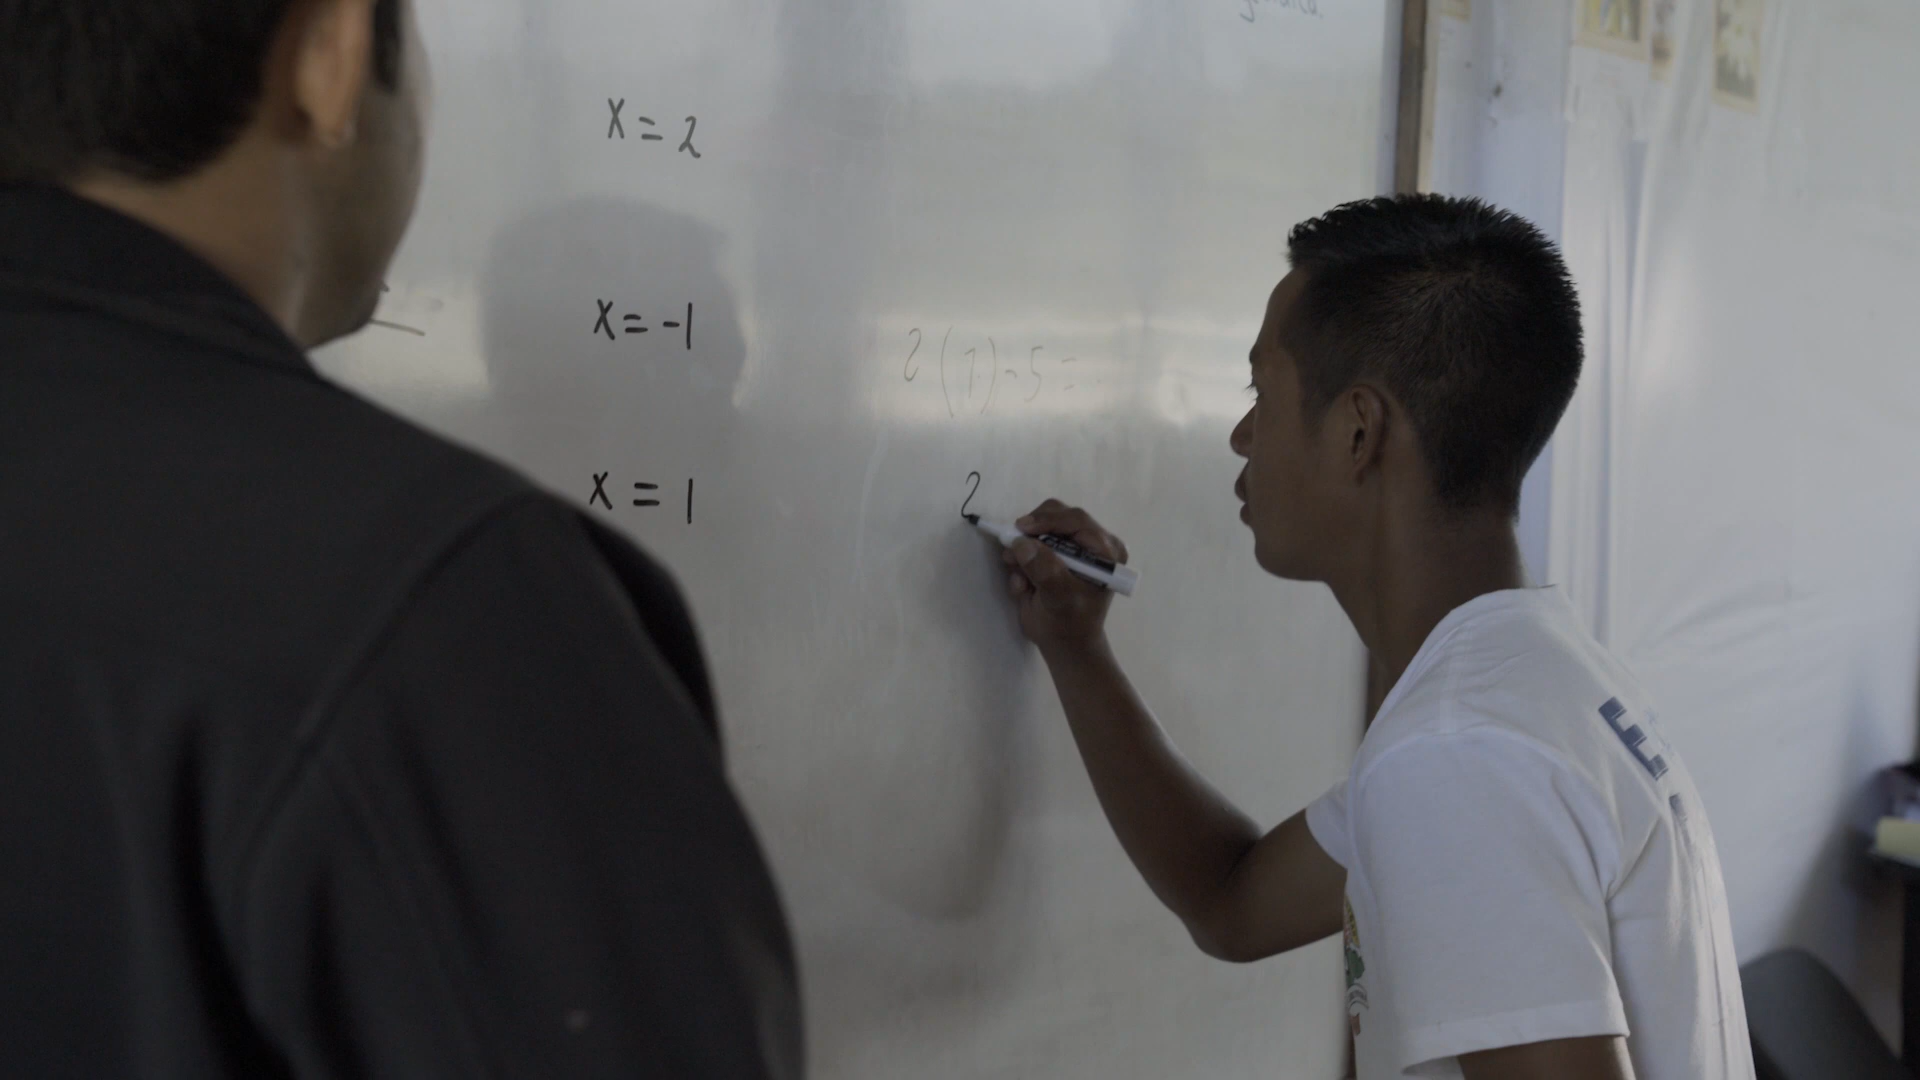 x = 2
x = -1
2(1)-5=
x = 1
2